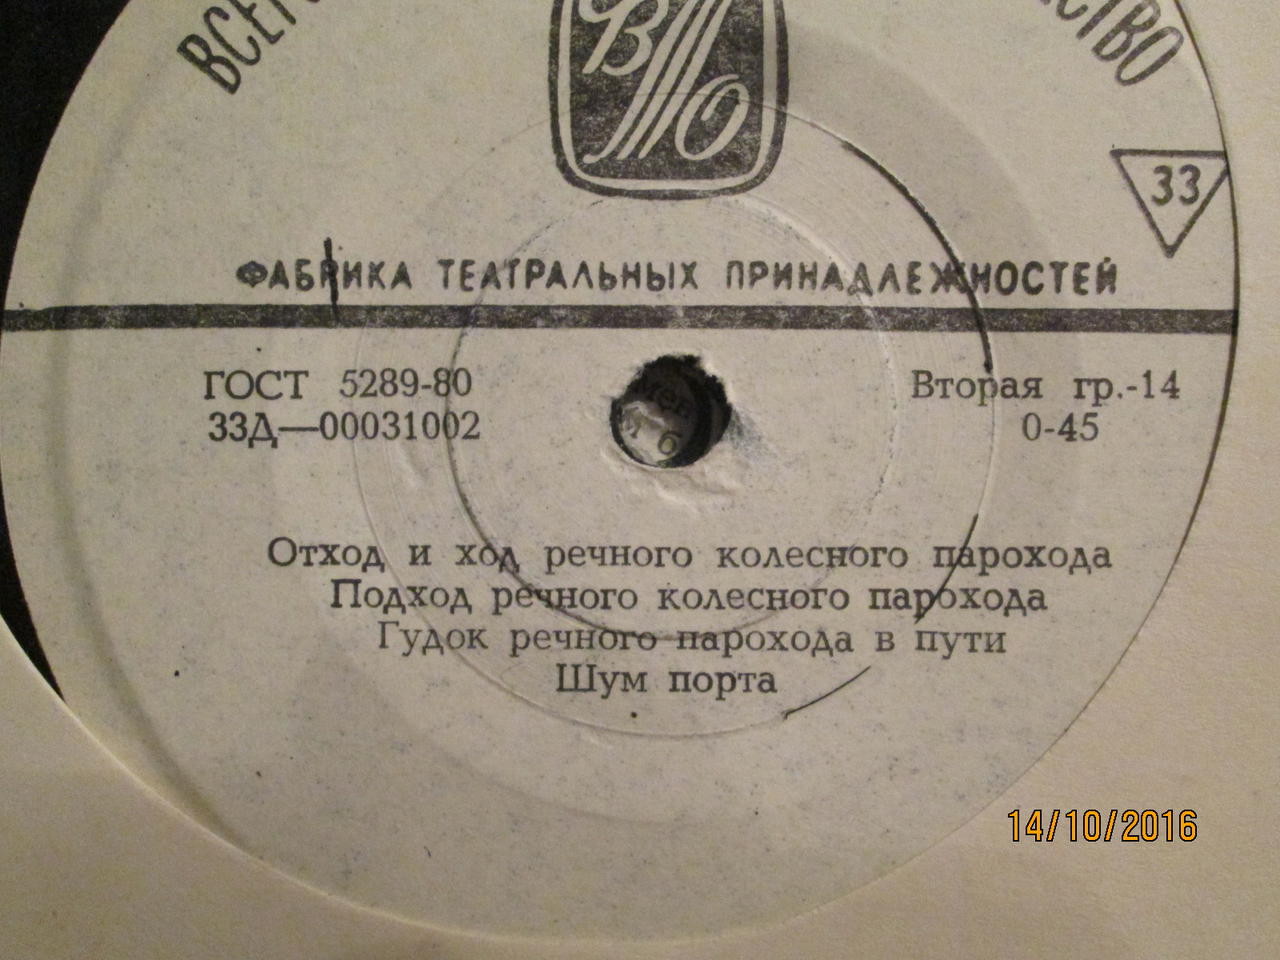 ВТО
33
ФАБРИКА ТЕАТРАЛЬНЫХ ПРИНАДЛЕЖНОСТЕЙ
ГОСТ 5289-80
Вторая гр.-14
33Д—00031002
0-45
Отход и ход речного колесного парохода
Подход речного колесного парохода
Гудок речного парохода в пути
Шум порта
14/10/2016